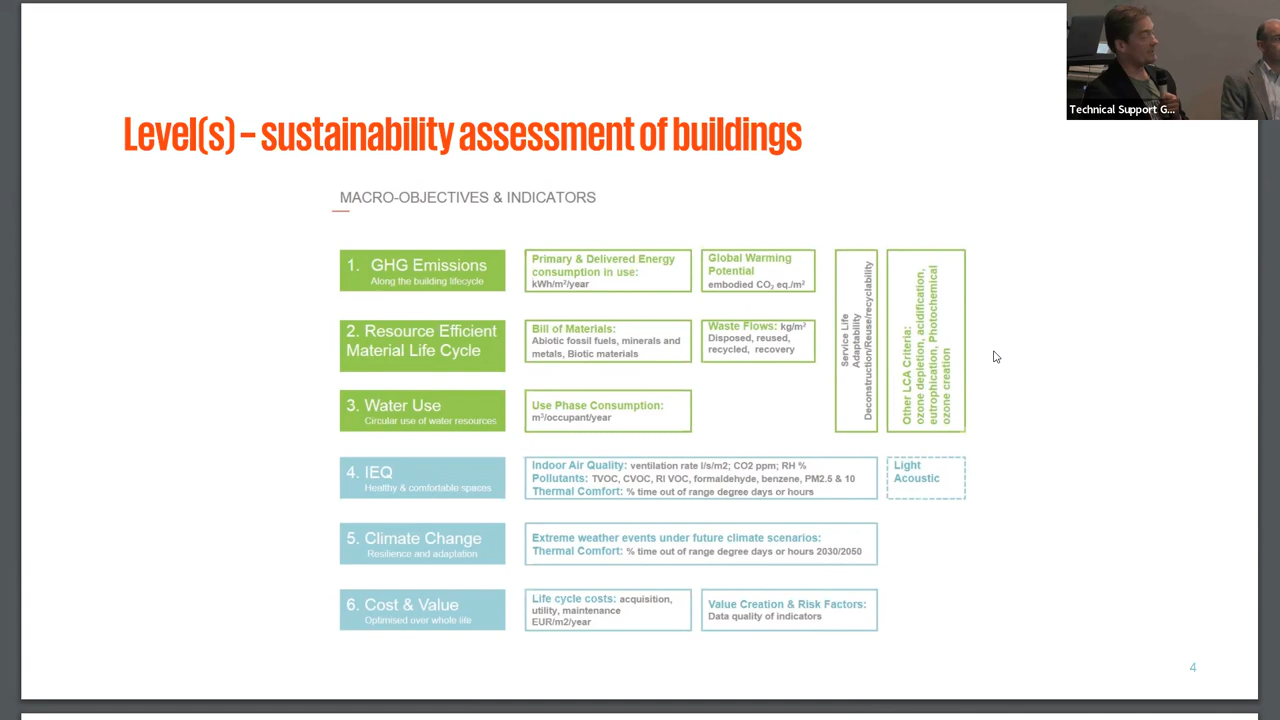 Technical Support G...
Level(s) – sustainability assessment of buildings
MACRO-OBJECTIVES & INDICATORS
1. GHG Emissions
Along the building lifecycle
Primary & Delivered Energy
consumption in use:
kWh/m²/year
Global Warming
Potential
embodied CO₂ eq./m²
2. Resource Efficient
Material Life Cycle
Bill of Materials:
Abiotic fossil fuels, minerals and
metals, Biotic materials
Waste Flows: kg/m²
Disposed, reused,
recycled, recovery
3. Water Use
Circular use of water resources
Use Phase Consumption:
m³/occupant/year
Service Life
Adaptability
Deconstruction/Reuse/recyclability
Other LCA Criteria:
ozone depletion, acidification,
eutrophication, Photochemical
ozone creation
4. IEQ
Healthy & comfortable spaces
Indoor Air Quality: ventilation rate l/s/m2; CO2 ppm; RH %
Pollutants: TVOC, CVOC, RI VOC, formaldehyde, benzene, PM2.5 & 10
Thermal Comfort: % time out of range degree days or hours
Light
Acoustic
5. Climate Change
Resilience and adaptation
Extreme weather events under future climate scenarios:
Thermal Comfort: % time out of range degree days or hours 2030/2050
6. Cost & Value
Optimised over whole life
Life cycle costs: acquisition,
utility, maintenance
EUR/m2/year
Value Creation & Risk Factors:
Data quality of indicators
4